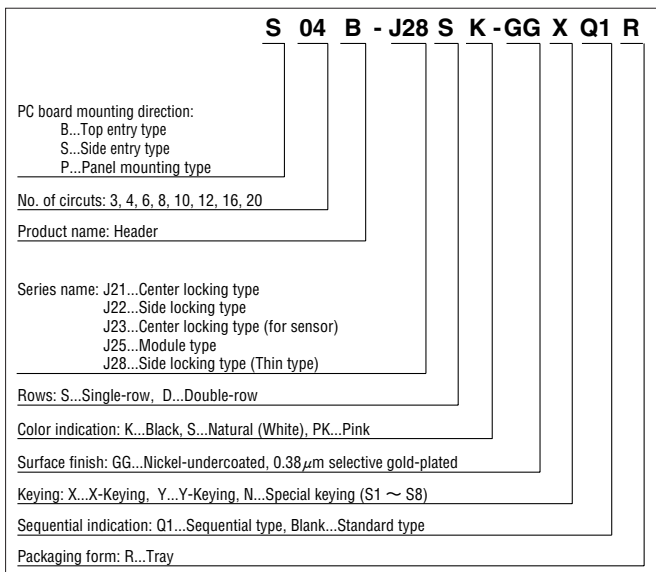 S 04 B - J28 S K - GG X Q1 R
PC board mounting direction:
B...Top entry type
S...Side entry type
P...Panel mounting type
No. of circuts: 3, 4, 6, 8, 10, 12, 16, 20
Product name: Header
Series name: J21...Center locking type
J22...Side locking type
J23...Center locking type (for sensor)
J25...Module type
J28...Side locking type (Thin type)
Rows: S...Single-row, D...Double-row
Color indication: K...Black, S...Natural (White), PK...Pink
Surface finish: GG...Nickel-undercoated, 0.38μm selective gold-plated
Keying: X...X-Keying, Y...Y-Keying, N...Special keying (S1 ～ S8)
Sequential indication: Q1...Sequential type, Blank...Standard type
Packaging form: R...Tray